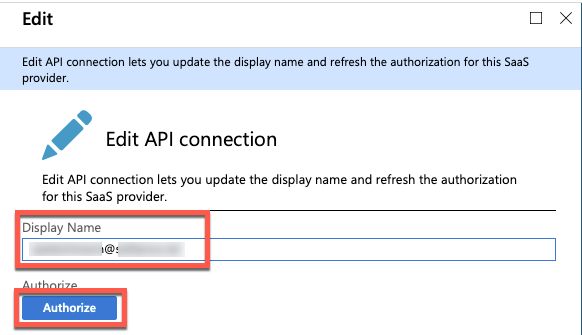 Edit
Edit API connection lets you update the display name and refresh the authorization for this SaaS
provider.
Edit API connection
Edit API connection lets you update the display name and refresh the authorization
for this SaaS provider.
Display Name
Authorize
Authorize